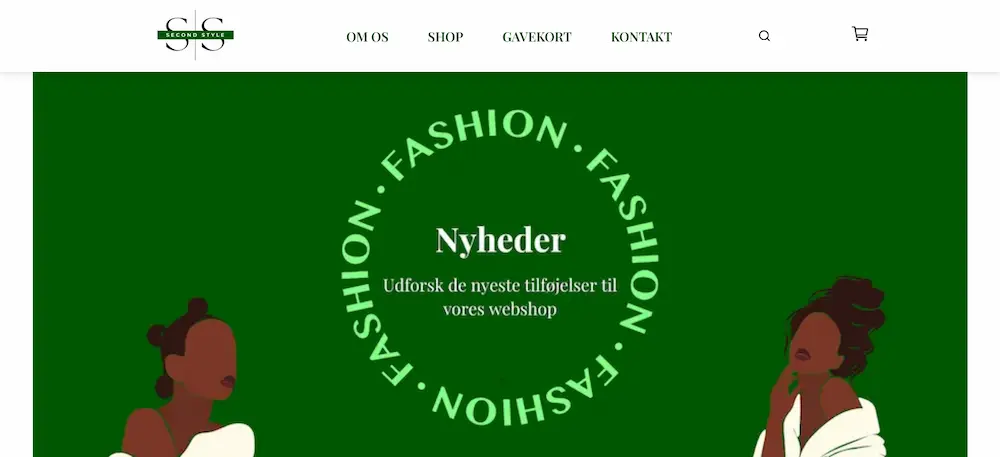 S S
SECOND STYLE
OM OS
SHOP
GAVEKORT
KONTAKT
FASHION • FASHION • FASHION • FASHION • FASHION •
Nyheder
Udforsk de nyeste tilføjelser til
vores webshop